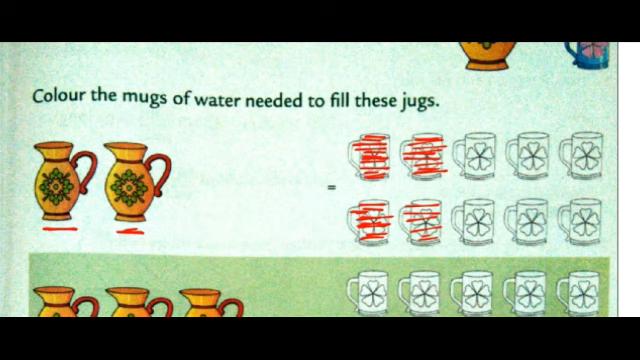 Colour the mugs of water needed to fill these jugs.
=